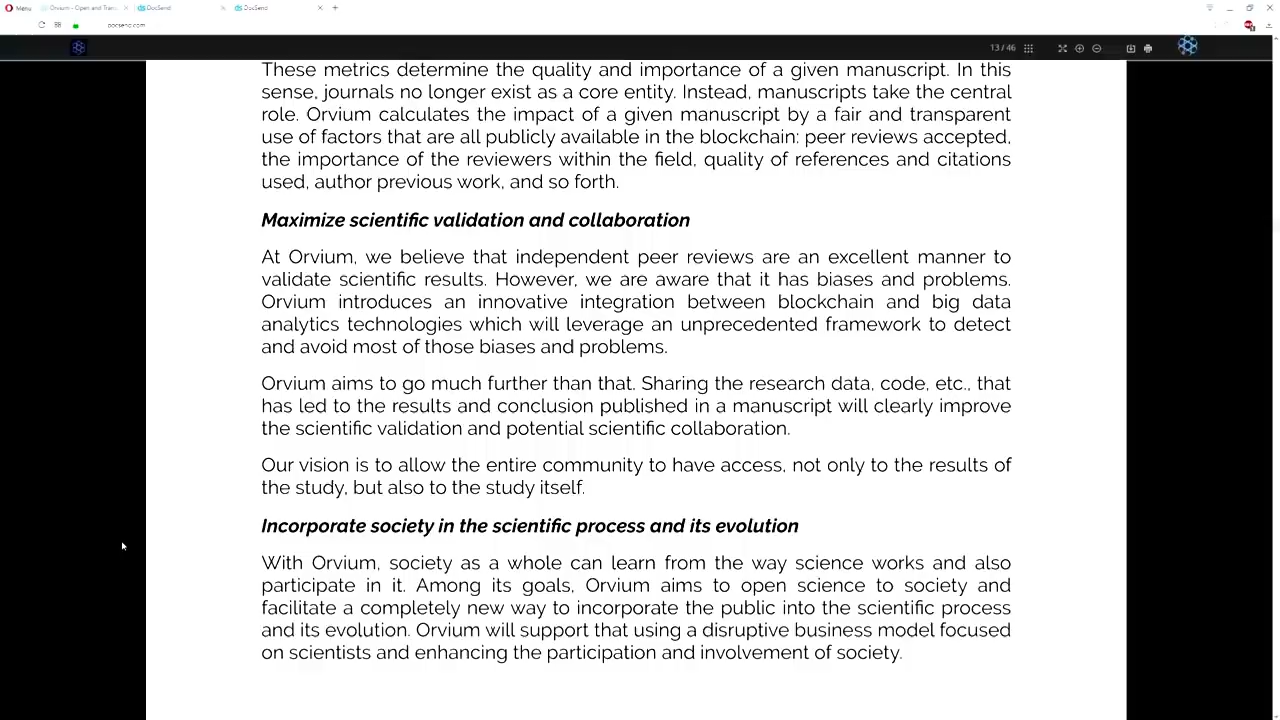 Menu
Orvium - Open and Tran
DocSend
DocSend
docsend.com
13 / 46
These metrics determine the quality and importance of a given manuscript. In this
sense, journals no longer exist as a core entity. Instead, manuscripts take the central
role. Orvium calculates the impact of a given manuscript by a fair and transparent
use of factors that are all publicly available in the blockchain: peer reviews accepted,
the importance of the reviewers within the field, quality of references and citations
used, author previous work, and so forth.
Maximize scientific validation and collaboration
At Orvium, we believe that independent peer reviews are an excellent manner to
validate scientific results. However, we are aware that it has biases and problems.
Orvium introduces an innovative integration between blockchain and big data
analytics technologies which will leverage an unprecedented framework to detect
and avoid most of those biases and problems.
Orvium aims to go much further than that. Sharing the research data, code, etc., that
has led to the results and conclusion published in a manuscript will clearly improve
the scientific validation and potential scientific collaboration.
Our vision is to allow the entire community to have access, not only to the results of
the study, but also to the study itself.
Incorporate society in the scientific process and its evolution
With Orvium, society as a whole can learn from the way science works and also
participate in it. Among its goals, Orvium aims to open science to society and
facilitate a completely new way to incorporate the public into the scientific process
and its evolution. Orvium will support that using a disruptive business model focused
on scientists and enhancing the participation and involvement of society.